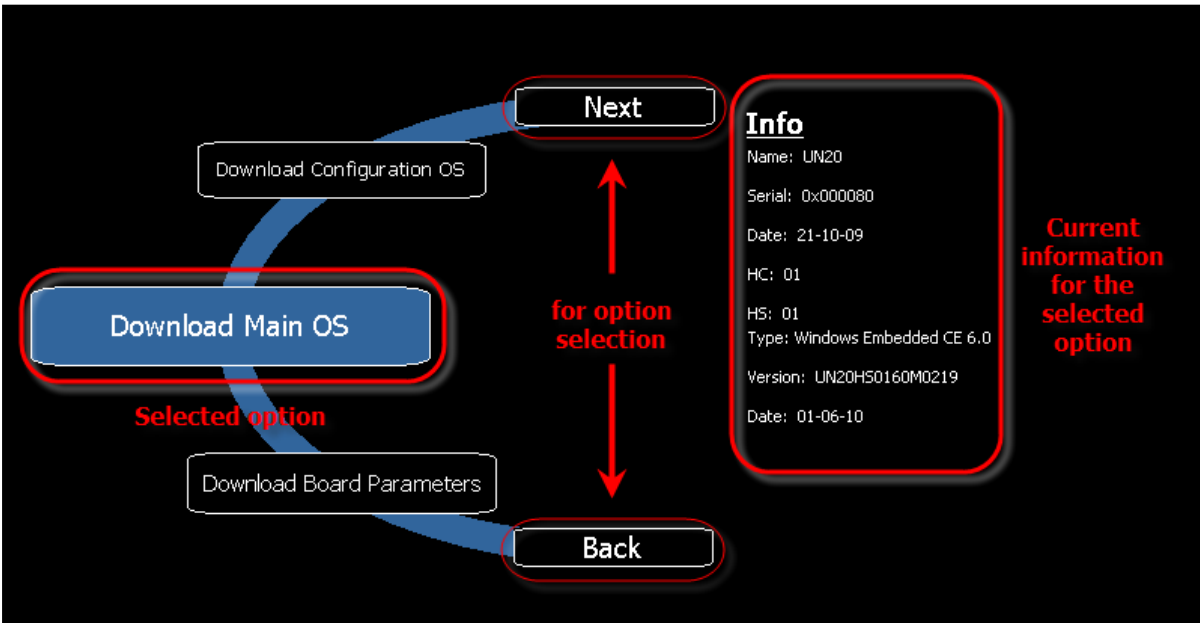 Next
Download Configuration OS
Download Main OS
Selected option
Download Board Parameters
Back
for option
selection
Info
Name: UN20
Serial: 0x000080
Date: 21-10-09
HC: 01
HS: 01
Type: Windows Embedded CE 6.0
Version: UN20HS0160M0219
Date: 01-06-10
Current
information
for the
selected
option